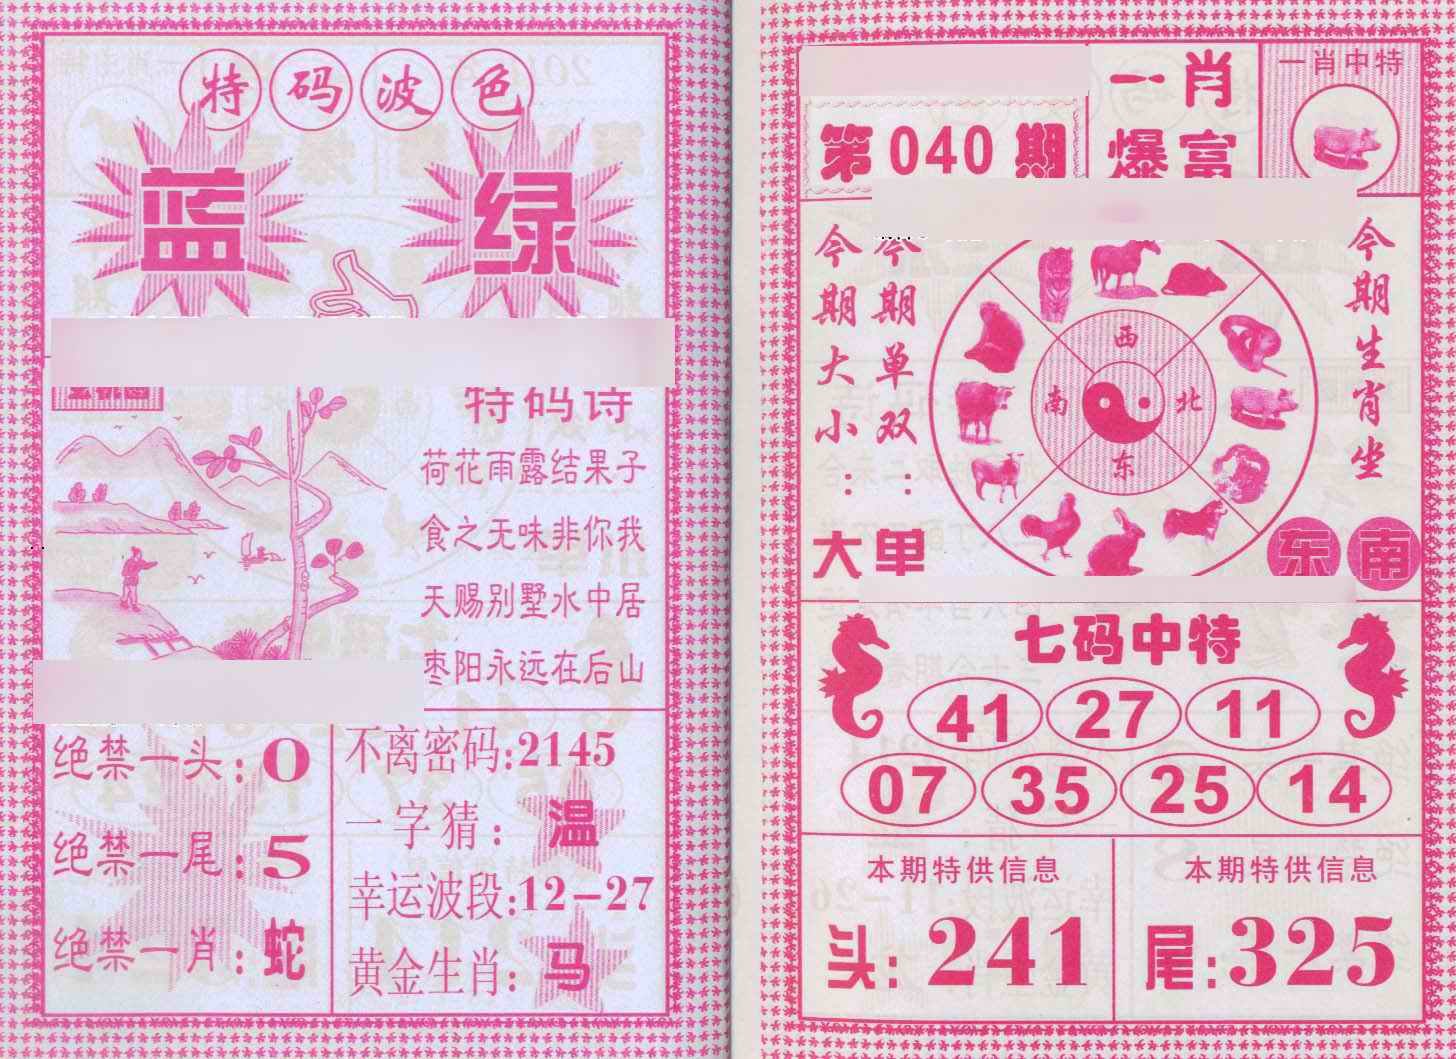 特码波色
蓝 绿
特码诗
荷花雨露结果子
食之无味非你我
天赐别墅水中居
枣阳永远在后山
绝禁一头:0
绝禁一尾:5
绝禁一肖:蛇
不离密码:2145
一字猜:温
幸运波段:12-27
黄金生肖:马
第040期
一肖
爆富
一肖中特
今期大小:大
今期单双:单
西
南 北
东
今期生肖坐
东南
七码中特
41 27 11
07 35 25 14
本期特供信息
头:241
本期特供信息
尾:325